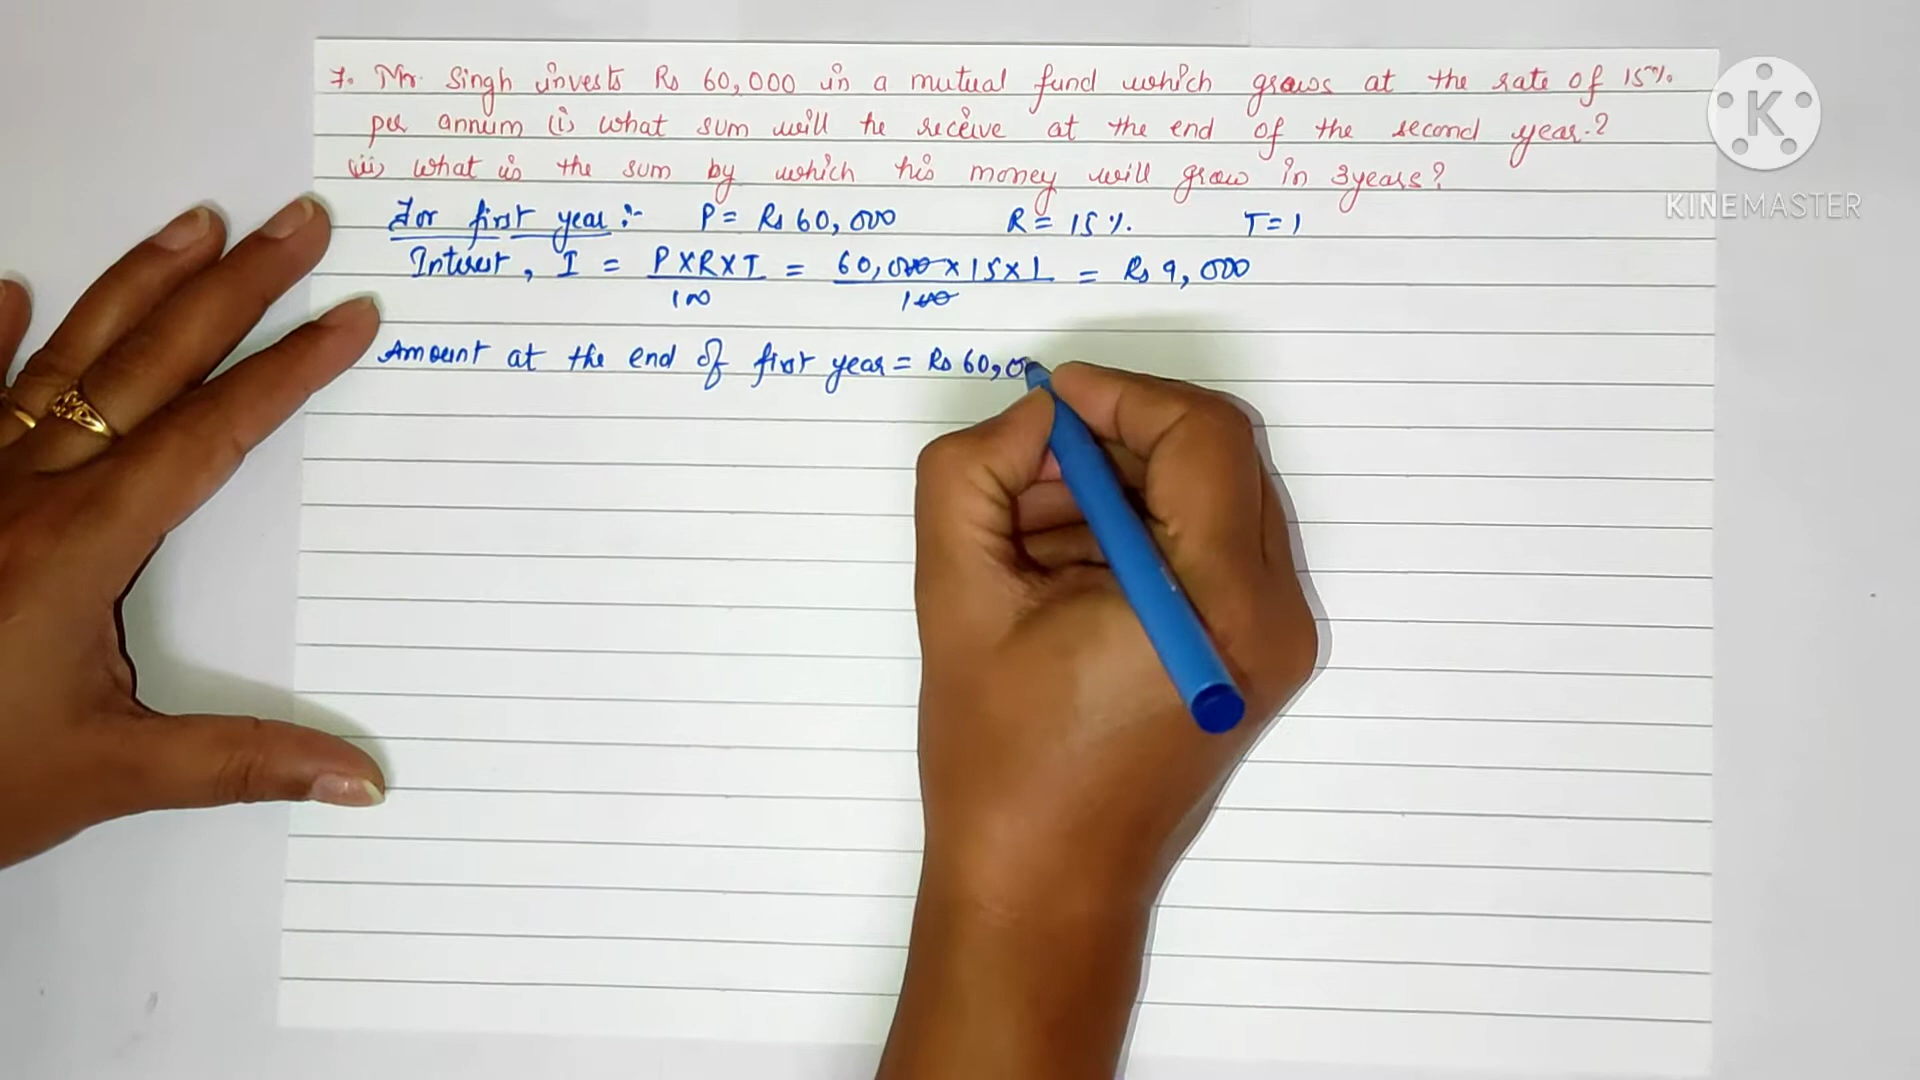 7. Mr. Singh invests Rs 60,000 in a mutual fund which grows at the rate of 15%
per annum (i) what sum will he receive at the end of the second year.?
(ii) what is the sum by which his money will grow in 3years?
For first year :- P = Rs 60,000 R = 15%. T = 1
Interest, I = P×R×T/100 = 60,000×15×1/100 = Rs 9,000
Amount at the end of first year = Rs 60,00
K
KINEMASTER